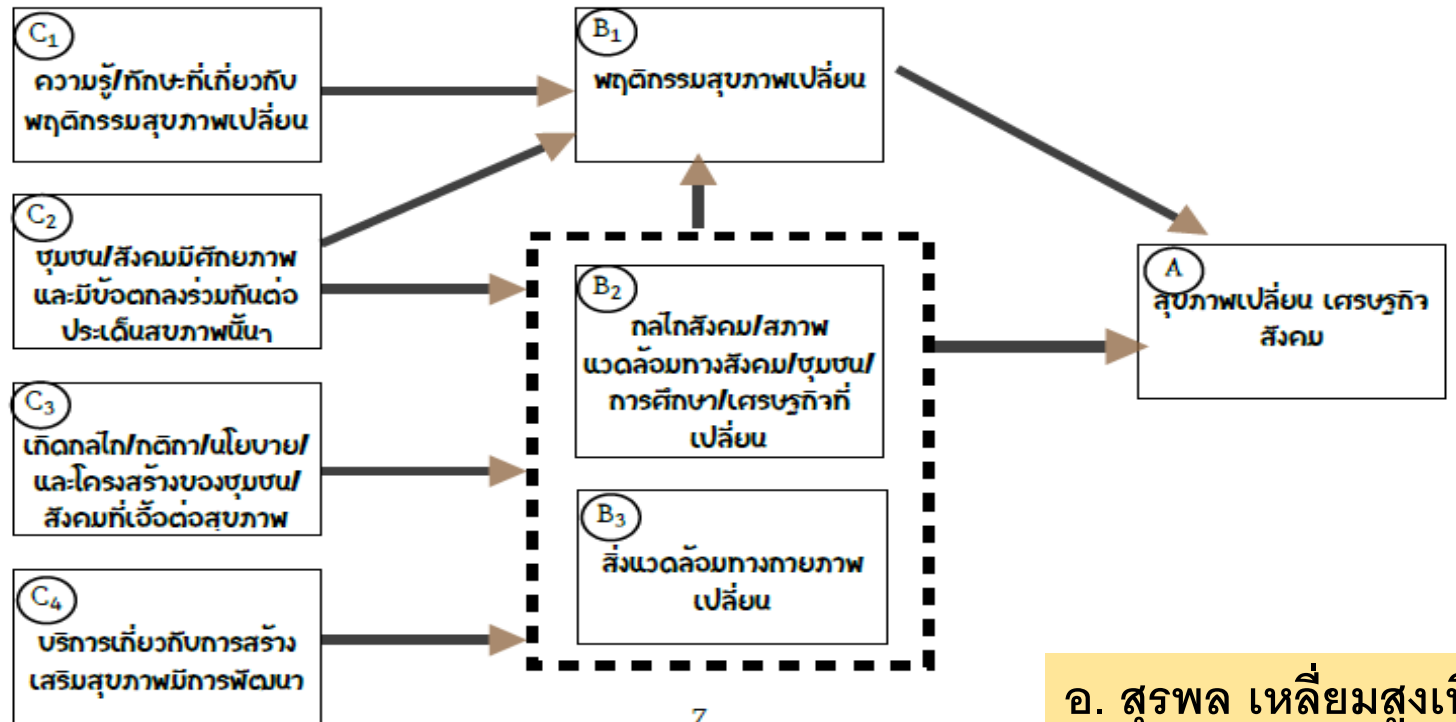 C₁
ความรู้/ทักษะที่เกี่ยวกับ
พฤติกรรมสุขภาพเปลี่ยน
C₂
ชุมชน/สังคมมีศักยภาพ
และมีข้อตกลงร่วมกันต่อ
ประเด็นสขภาพนั้นๆ
C₃
เกิดกลไก/กติกา/นโยบาย/
และโครงสร้างของชุมชน/
สังคมที่เอื้อต่อสุขภาพ
C₄
บริการเกี่ยวกับการสร้าง
เสริมสุขภาพมีการพัฒนา
B₁
พฤติกรรมสุขภาพเปลี่ยน
B₂
กลไกสังคม/สภาพ
แวดล้อมทางสังคม/ชุมชน/
การศึกษา/เศรษฐกิจที่
เปลี่ยน
B₃
สิ่งแวดล้อมทางกายภาพ
เปลี่ยน
A
สุขภาพเปลี่ยน เศรษฐกิจ
สังคม
7
อ. สุรพล